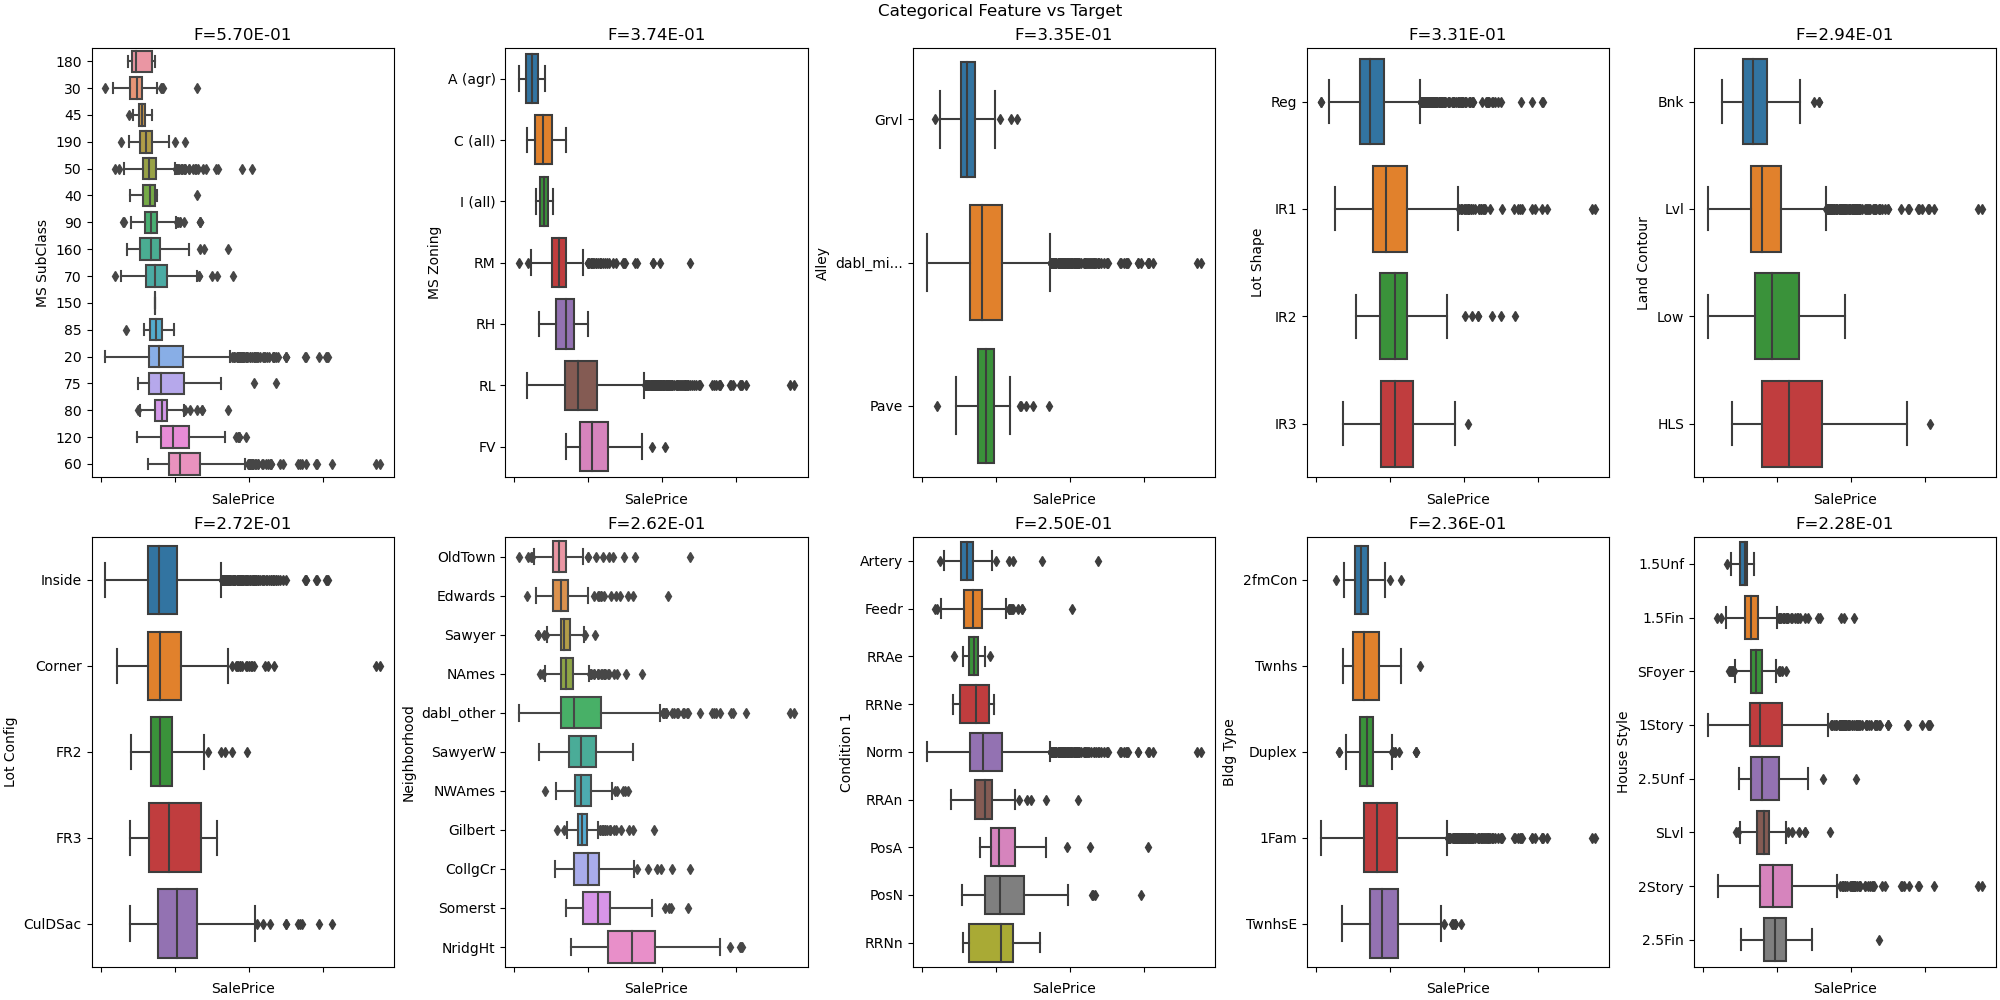 Categorical Feature vs Target
F=5.70E-01
MS SubClass
180
30
45
190
50
40
90
160
70
150
85
20
75
80
120
60
SalePrice
F=3.74E-01
MS Zoning
A (agr)
C (all)
I (all)
RM
RH
RL
FV
SalePrice
F=3.35E-01
Alley
Grvl
dabl_mi...
Pave
SalePrice
F=3.31E-01
Lot Shape
Reg
IR1
IR2
IR3
SalePrice
F=2.94E-01
Land Contour
Bnk
Lvl
Low
HLS
SalePrice
F=2.72E-01
Lot Config
Inside
Corner
FR2
FR3
CulDSac
SalePrice
F=2.62E-01
Neighborhood
OldTown
Edwards
Sawyer
NAmes
dabl_other
SawyerW
NWAmes
Gilbert
CollgCr
Somerst
NridgHt
SalePrice
F=2.50E-01
Condition 1
Artery
Feedr
RRAe
RRNe
Norm
RRAn
PosA
PosN
RRNn
SalePrice
F=2.36E-01
Bldg Type
2fmCon
Twnhs
Duplex
1Fam
TwnhsE
SalePrice
F=2.28E-01
House Style
1.5Unf
1.5Fin
SFoyer
1Story
2.5Unf
SLvl
2Story
2.5Fin
SalePrice